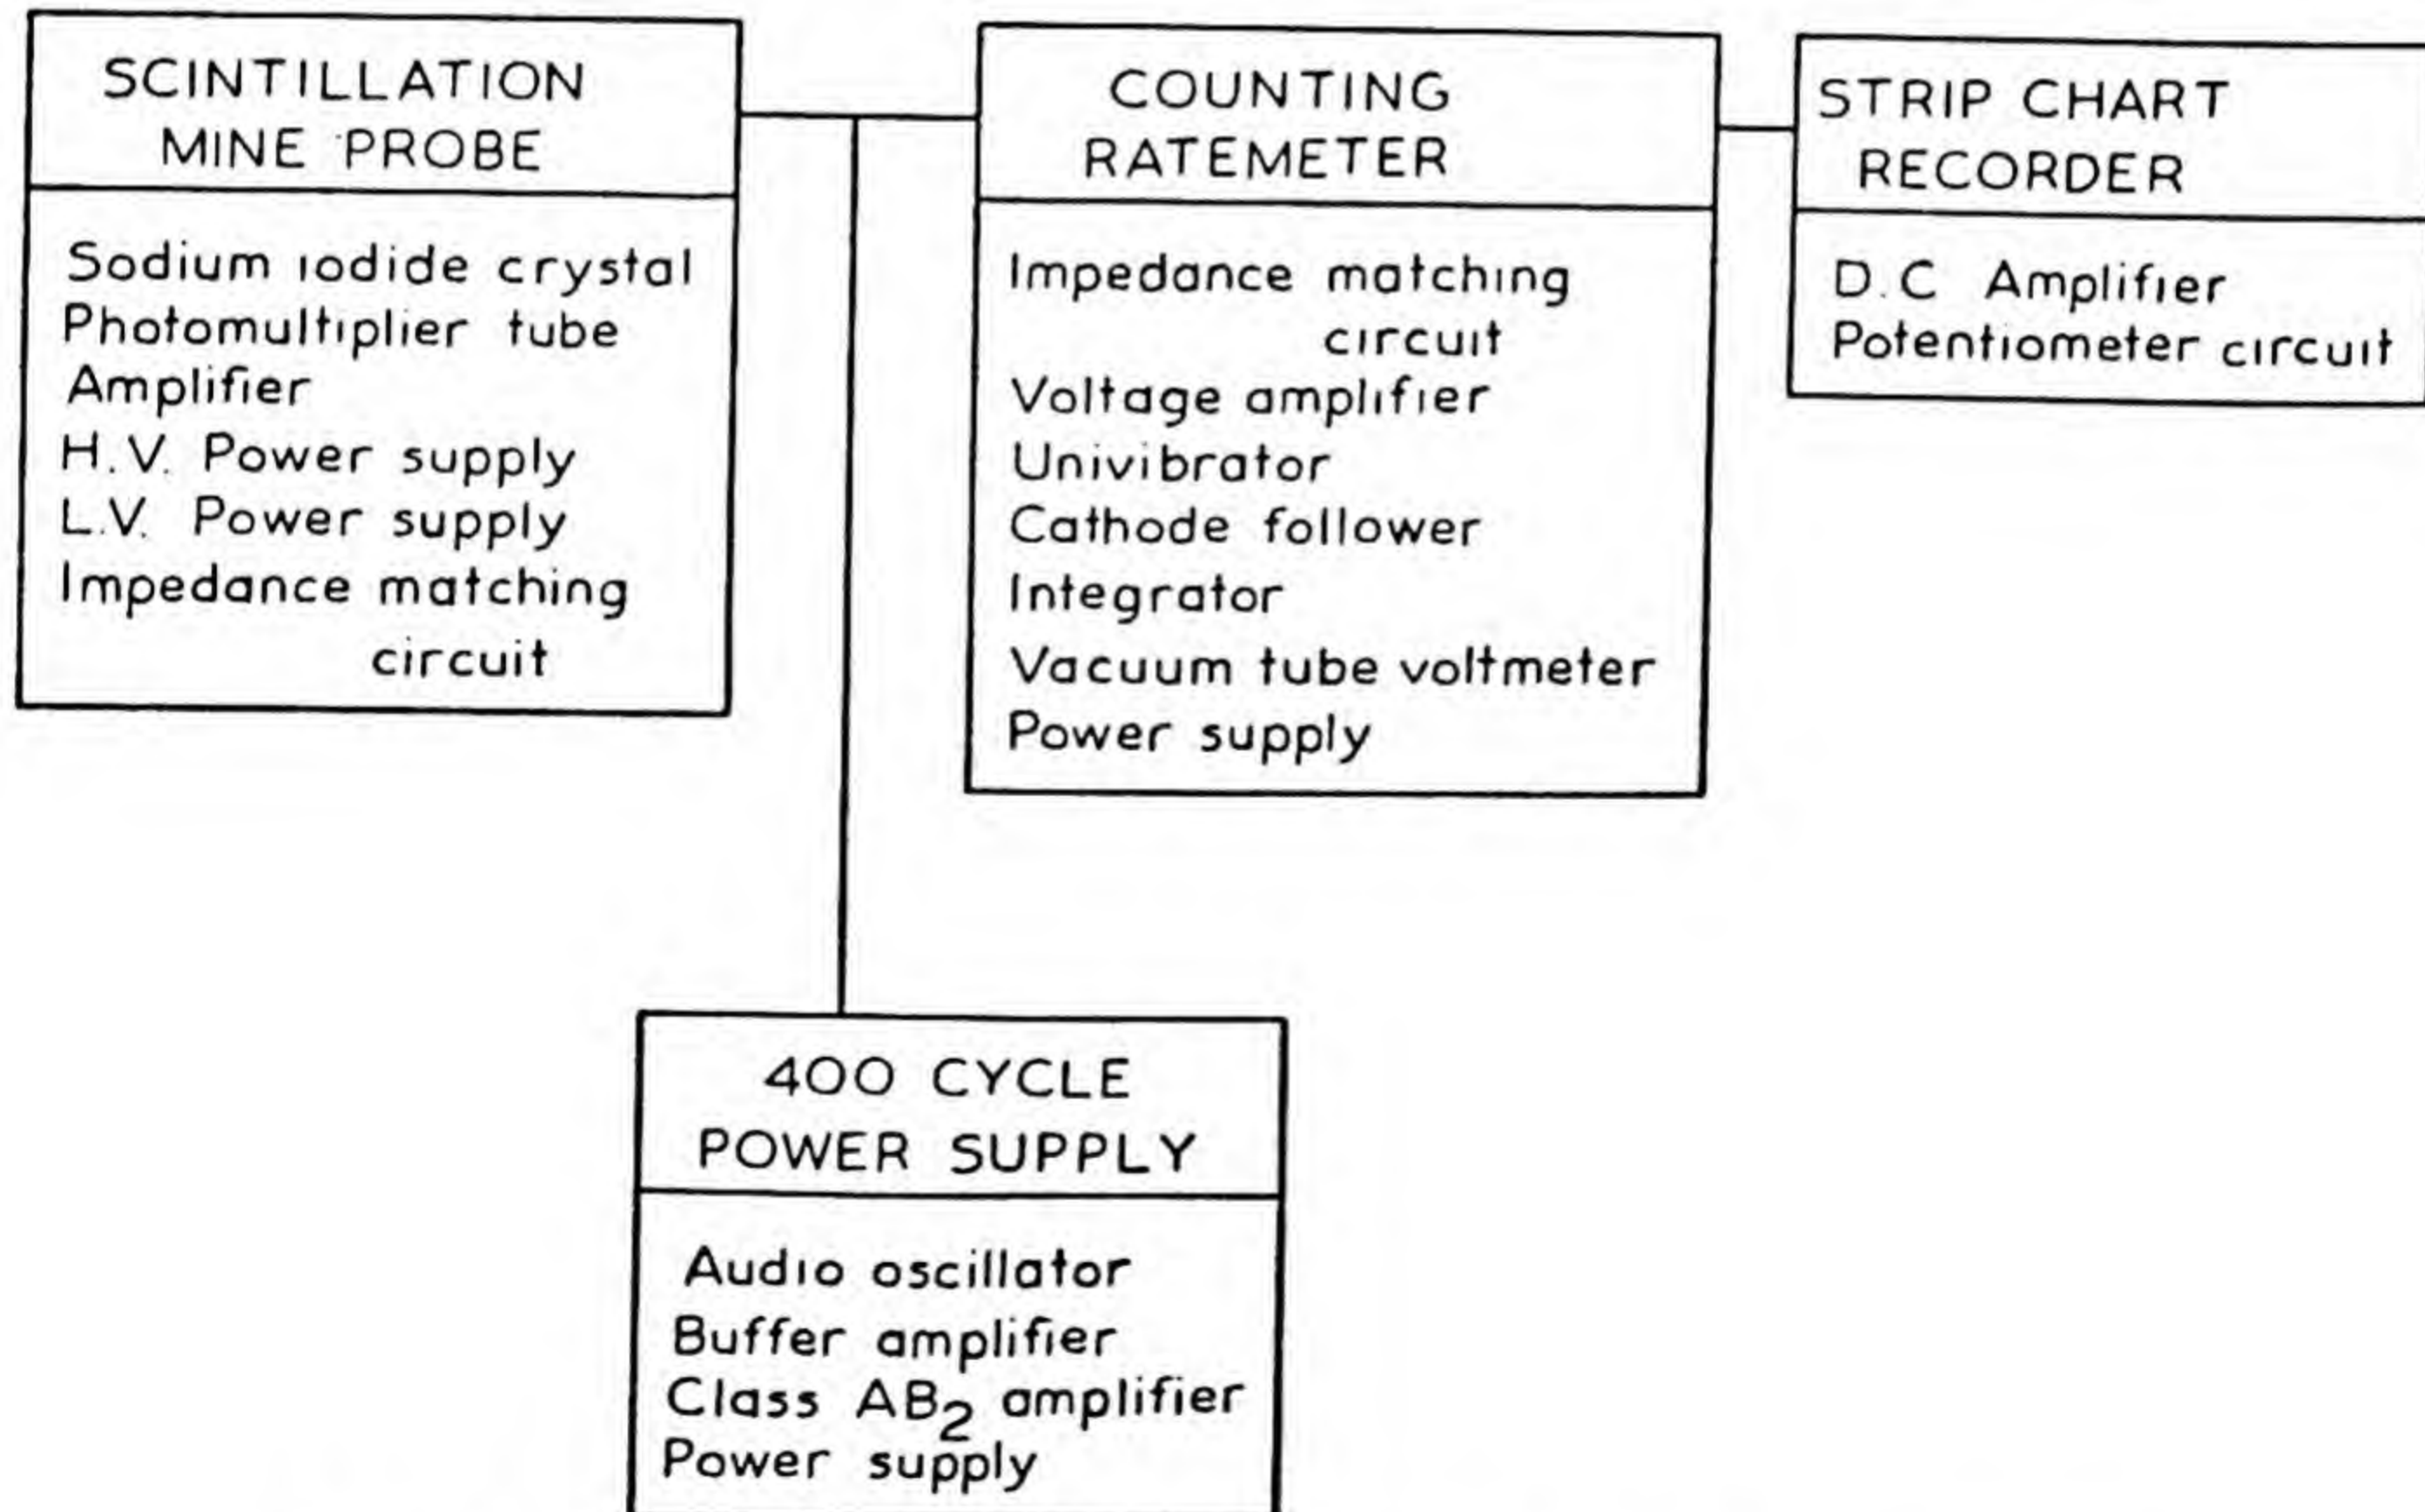 SCINTILLATION
MINE PROBE
Sodium iodide crystal
Photomultiplier tube
Amplifier
H.V. Power supply
L.V. Power supply
Impedance matching
circuit
COUNTING
RATEMETER
Impedance matching
circuit
Voltage amplifier
Univibrator
Cathode follower
Integrator
Vacuum tube voltmeter
Power supply
STRIP CHART
RECORDER
D.C Amplifier
Potentiometer circuit
400 CYCLE
POWER SUPPLY
Audio oscillator
Buffer amplifier
Class AB₂ amplifier
Power supply